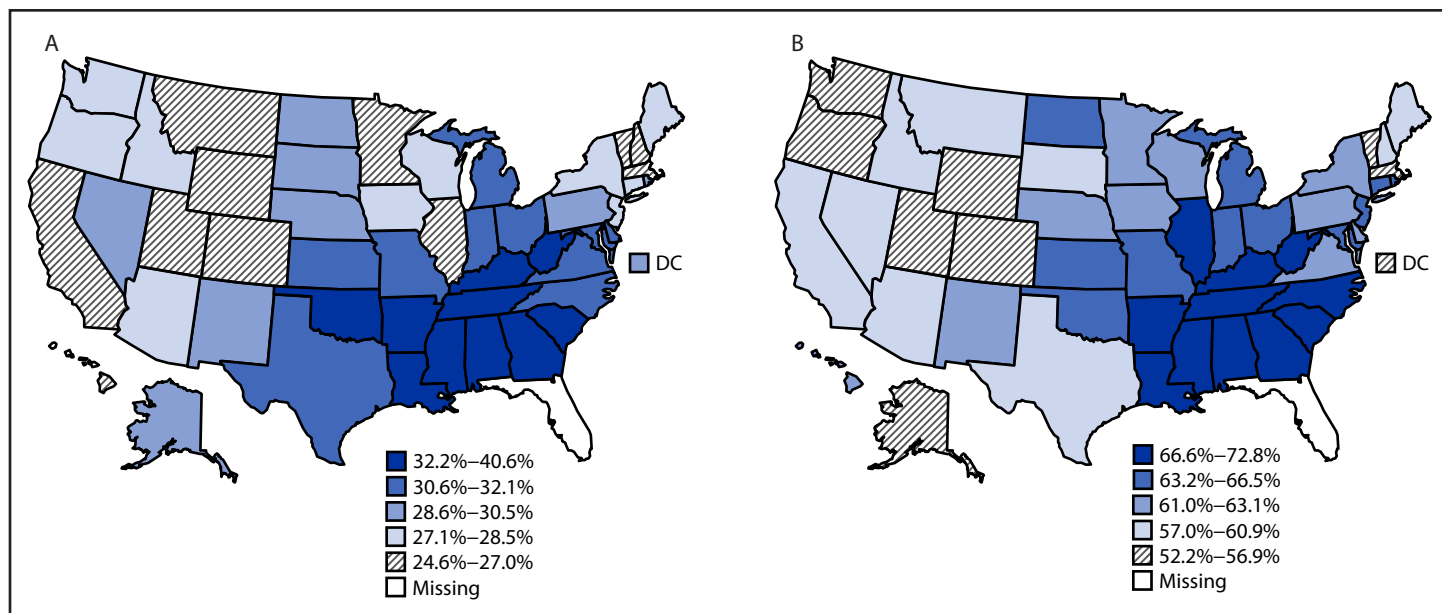 A
DC
32.2%–40.6%
30.6%–32.1%
28.6%–30.5%
27.1%–28.5%
24.6%–27.0%
Missing
B
DC
66.6%–72.8%
63.2%–66.5%
61.0%–63.1%
57.0%–60.9%
52.2%–56.9%
Missing